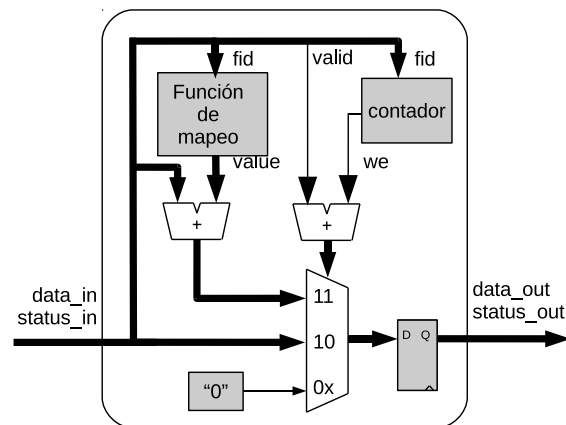 fid
valid
fid
Función
de
mapeo
contador
value
we
+
+
data_in
status_in
11
10
0x
"0"
D Q
data_out
status_out